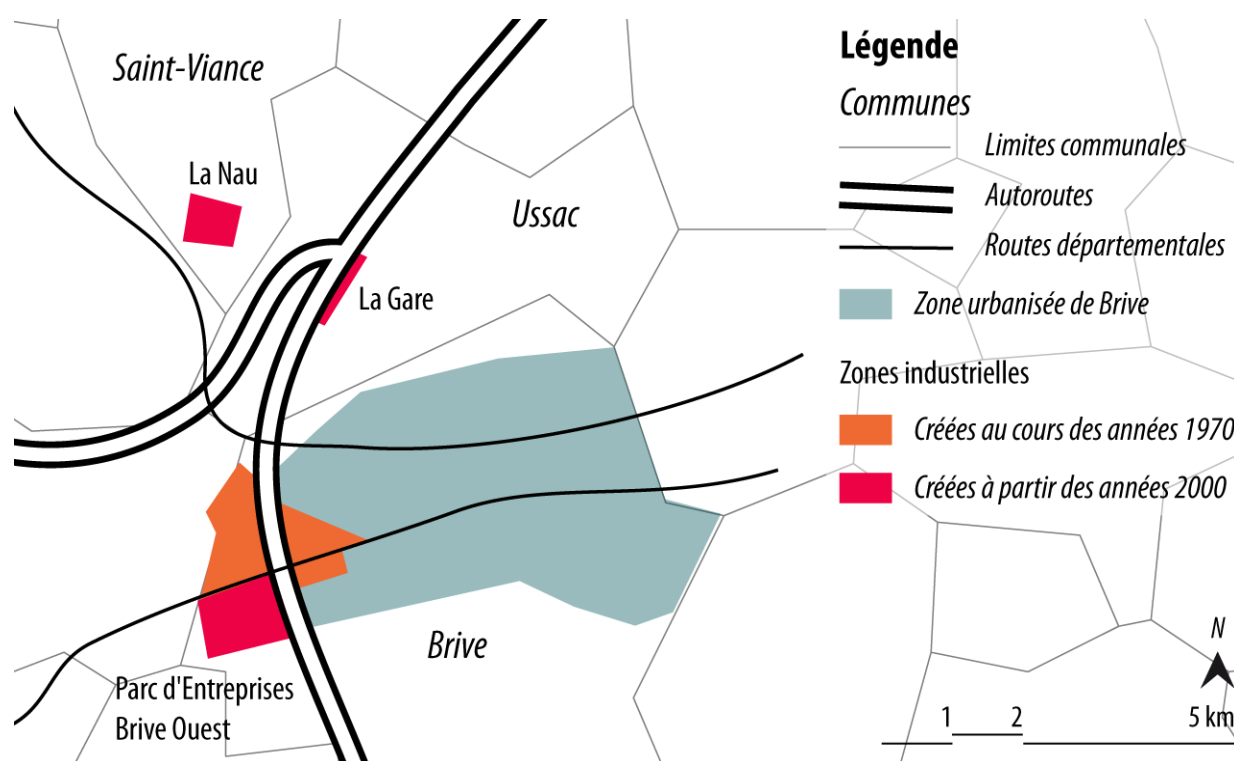 Saint-Viance
La Nau
Ussac
La Gare
Brive
Parc d'Entreprises
Brive Ouest
Légende
Communes
Limites communales
Autoroutes
Routes départementales
Zone urbanisée de Brive
Zones industrielles
Créées au cours des années 1970
Créées à partir des années 2000
N
1 2 5 km